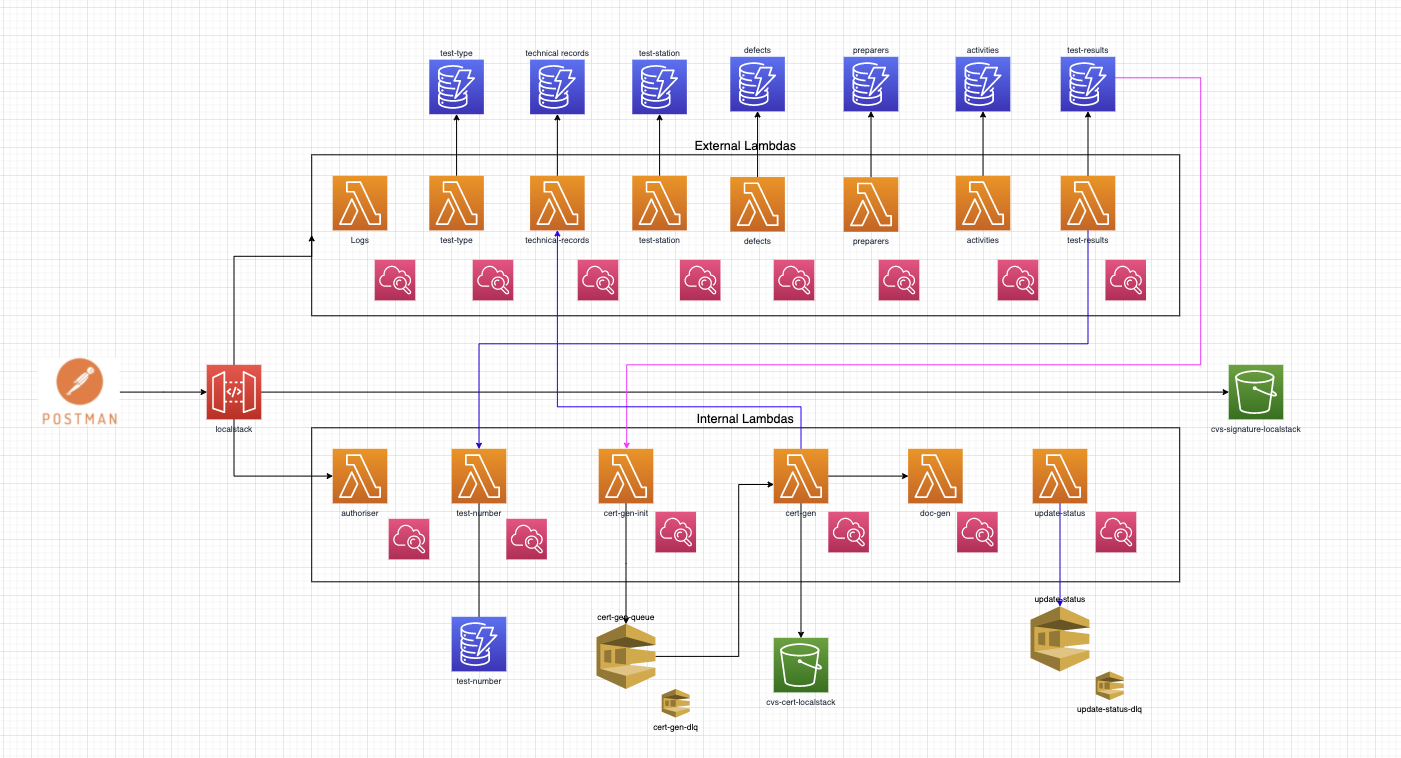 test-type
technical records
test-station
defects
preparers
activities
test-results
External Lambdas
Logs
test-type
technical-records
test-station
defects
preparers
activities
test-results
POSTMAN
localstack
cvs-signature-localstack
Internal Lambdas
authoriser
test-number
cert-gen-init
cert-gen
doc-gen
update-status
test-number
cert-gen-queue
cert-gen-dlq
cvs-cert-localstack
update-status
update-status-dlq